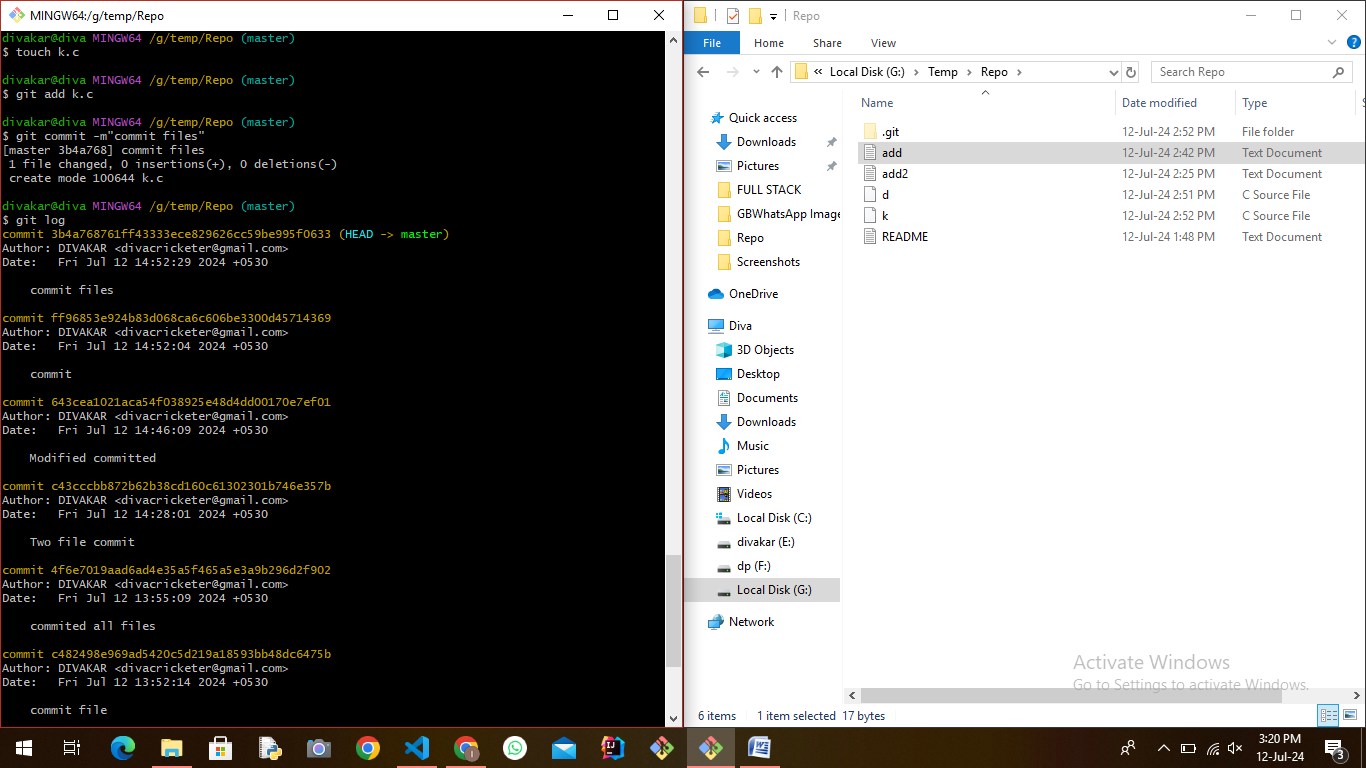 MINGW64:/g/temp/Repo
divakar@diva MINGW64 /g/temp/Repo (master)
$ touch k.c
divakar@diva MINGW64 /g/temp/Repo (master)
$ git add k.c
divakar@diva MINGW64 /g/temp/Repo (master)
$ git commit -m"commit files"
[master 3b4a768] commit files
1 file changed, 0 insertions(+), 0 deletions(-)
create mode 100644 k.c
divakar@diva MINGW64 /g/temp/Repo (master)
$ git log
commit 3b4a768761ff43333ece829626cc59be995f0633 (HEAD -> master)
Author: DIVAKAR <divacricketer@gmail.com>
Date:   Fri Jul 12 14:52:29 2024 +0530
commit files
commit ff96853e924b83d068ca6c606be3300d45714369
Author: DIVAKAR <divacricketer@gmail.com>
Date:   Fri Jul 12 14:52:04 2024 +0530
commit
commit 643cea1021aca54f038925e48d4dd00170e7ef01
Author: DIVAKAR <divacricketer@gmail.com>
Date:   Fri Jul 12 14:46:09 2024 +0530
Modified committed
commit c43cccbb872b62b38cd160c61302301b746e357b
Author: DIVAKAR <divacricketer@gmail.com>
Date:   Fri Jul 12 14:28:01 2024 +0530
Two file commit
commit 4f6e7019aad6ad4e35a5f465a5e3a9b296d2f902
Author: DIVAKAR <divacricketer@gmail.com>
Date:   Fri Jul 12 13:55:09 2024 +0530
commited all files
commit c482498e969ad5420c5d219a18593bb48dc6475b
Author: DIVAKAR <divacricketer@gmail.com>
Date:   Fri Jul 12 13:52:14 2024 +0530
commit file
Repo
File Home Share View
« Local Disk (G:) > Temp > Repo >
Search Repo
Quick access
Downloads
Pictures
FULL STACK
GBWhatsApp Image
Repo
Screenshots
OneDrive
Diva
3D Objects
Desktop
Documents
Downloads
Music
Pictures
Videos
Local Disk (C:)
divakar (E:)
dp (F:)
Local Disk (G:)
Network
Name Date modified Type S
.git 12-Jul-24 2:52 PM File folder
add 12-Jul-24 2:42 PM Text Document
add2 12-Jul-24 2:25 PM Text Document
d 12-Jul-24 2:51 PM C Source File
k 12-Jul-24 2:52 PM C Source File
README 12-Jul-24 1:48 PM Text Document
Activate Windows
Go to Settings to activate Windows.
6 items 1 item selected 17 bytes
3:20 PM
12-Jul-24
3